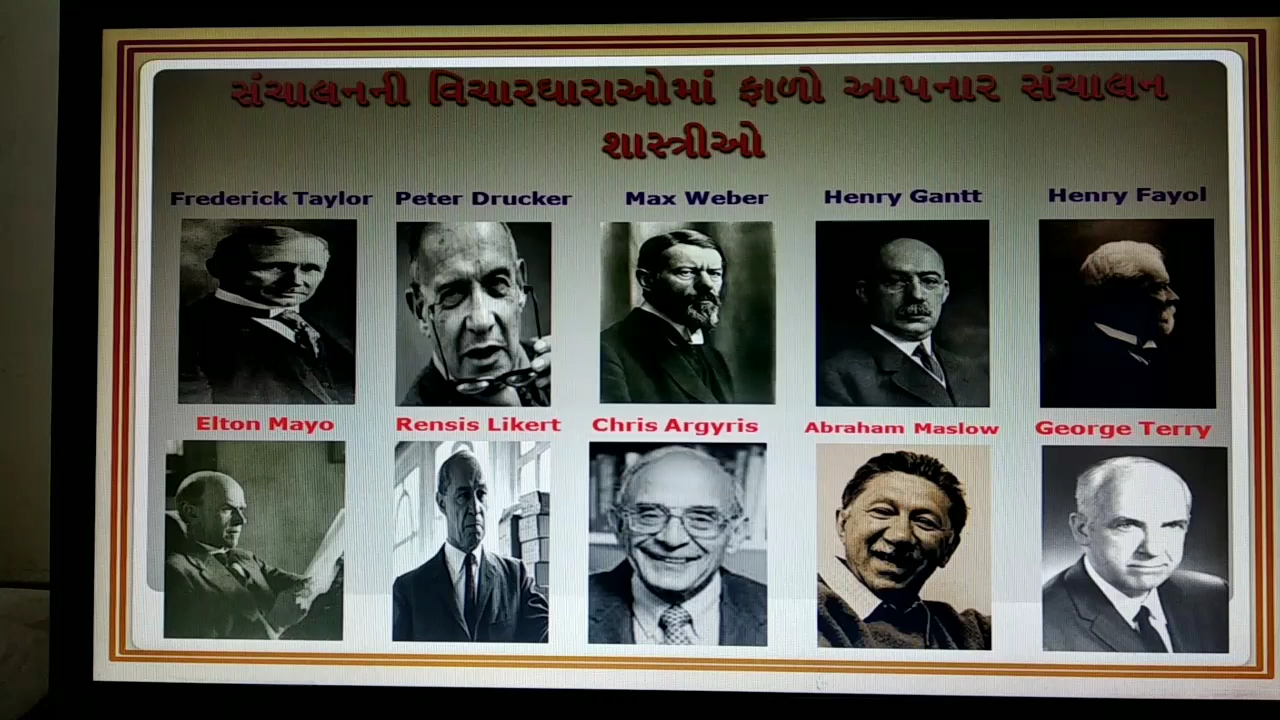 સંચાલનની વિચારધારાઓમાં ફાળો આપનાર સંચાલન
શાસ્ત્રીઓ
Frederick Taylor Peter Drucker Max Weber Henry Gantt Henry Fayol
Elton Mayo Rensis Likert Chris Argyris Abraham Maslow George Terry